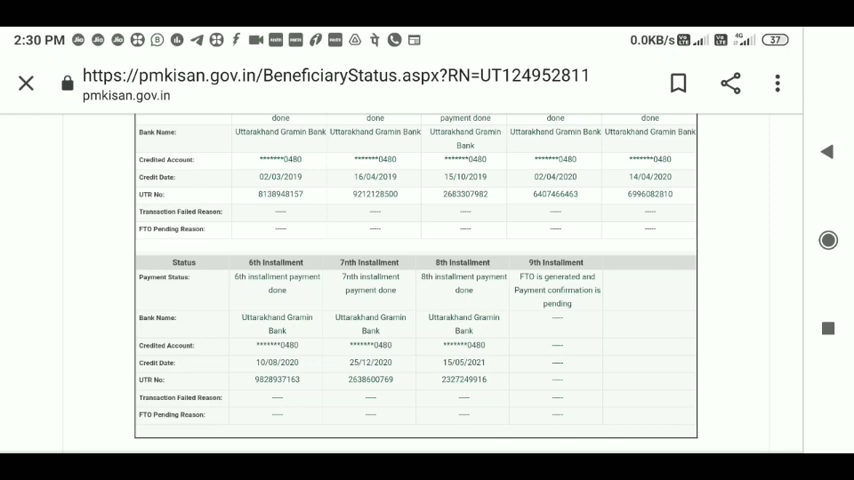 2:30 PM
0.0KB/s
4G
37
https://pmkisan.gov.in/BeneficiaryStatus.aspx?RN=UT124952811
pmkisan.gov.in
done done payment done done done
Bank Name: Uttarakhand Gramin Bank Uttarakhand Gramin Bank Uttarakhand Gramin Bank Uttarakhand Gramin Bank Uttarakhand Gramin Bank
Credited Account: *******0480 *******0480 *******0480 *******0480 *******0480
Credit Date: 02/03/2019 16/04/2019 15/10/2019 02/04/2020 14/04/2020
UTR No: 8138948157 9212128500 2683307982 6407466463 6996082810
Transaction Failed Reason: ---- ---- ---- ---- ----
FTO Pending Reason: ---- ---- ---- ---- ----
Status 6th Installment 7nth Installment 8th Installment 9th Installment
Payment Status: 6th installment payment done 7nth installment payment done 8th installment payment done FTO is generated and Payment confirmation is pending
Bank Name: Uttarakhand Gramin Bank Uttarakhand Gramin Bank Uttarakhand Gramin Bank ----
Credited Account: *******0480 *******0480 *******0480 ----
Credit Date: 10/08/2020 25/12/2020 15/05/2021 ----
UTR No: 9828937163 2638600769 2327249916 ----
Transaction Failed Reason: ---- ---- ---- ----
FTO Pending Reason: ---- ---- ---- ----